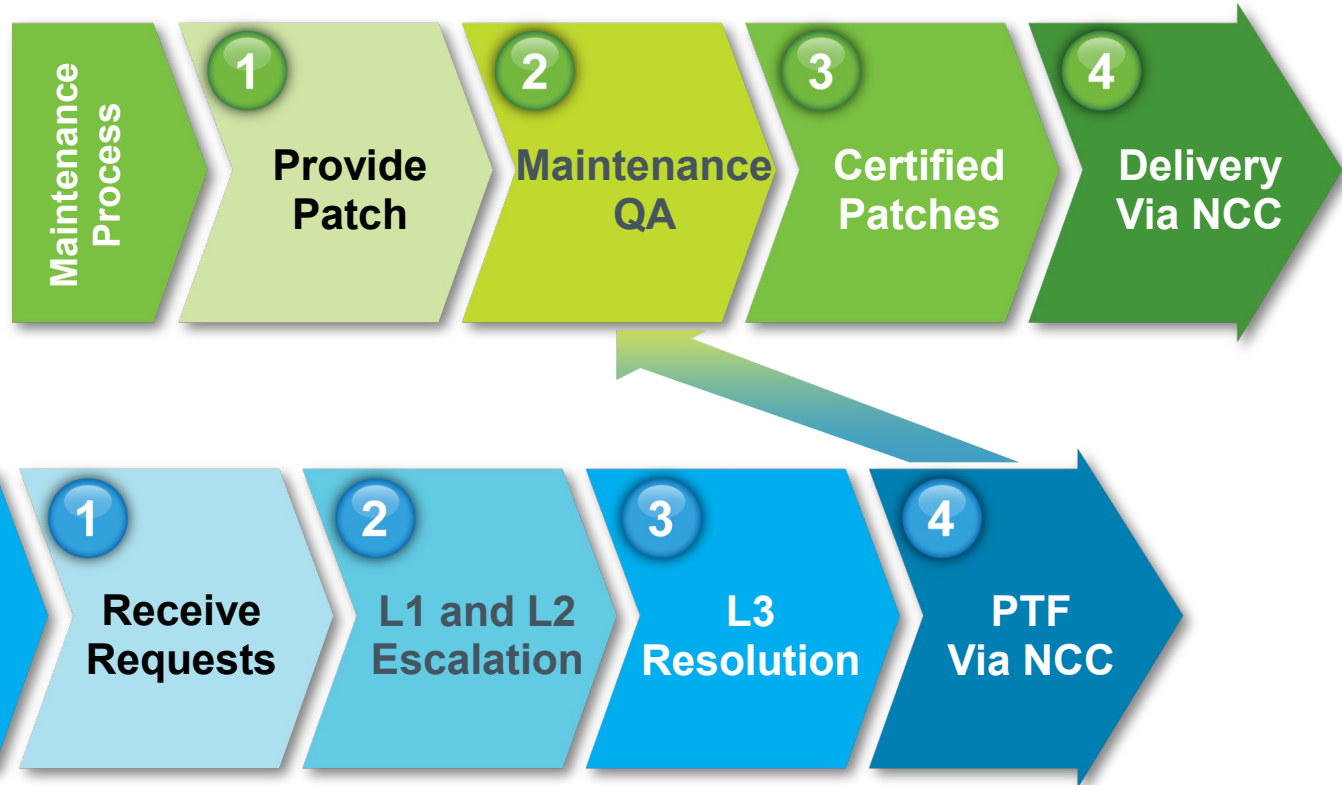 Maintenance
Process
1
Provide
Patch
2
Maintenance
QA
3
Certified
Patches
4
Delivery
Via NCC
1
Receive
Requests
2
L1 and L2
Escalation
3
L3
Resolution
4
PTF
Via NCC